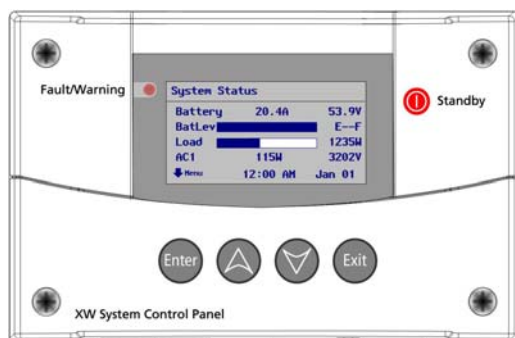 Fault/Warning
System Status
Battery 20.4A 53.9V
BatLev E--F
Load 1235W
AC1 115W 3202V
Menu 12:00 AM Jan 01
Standby
Enter
Exit
XW System Control Panel